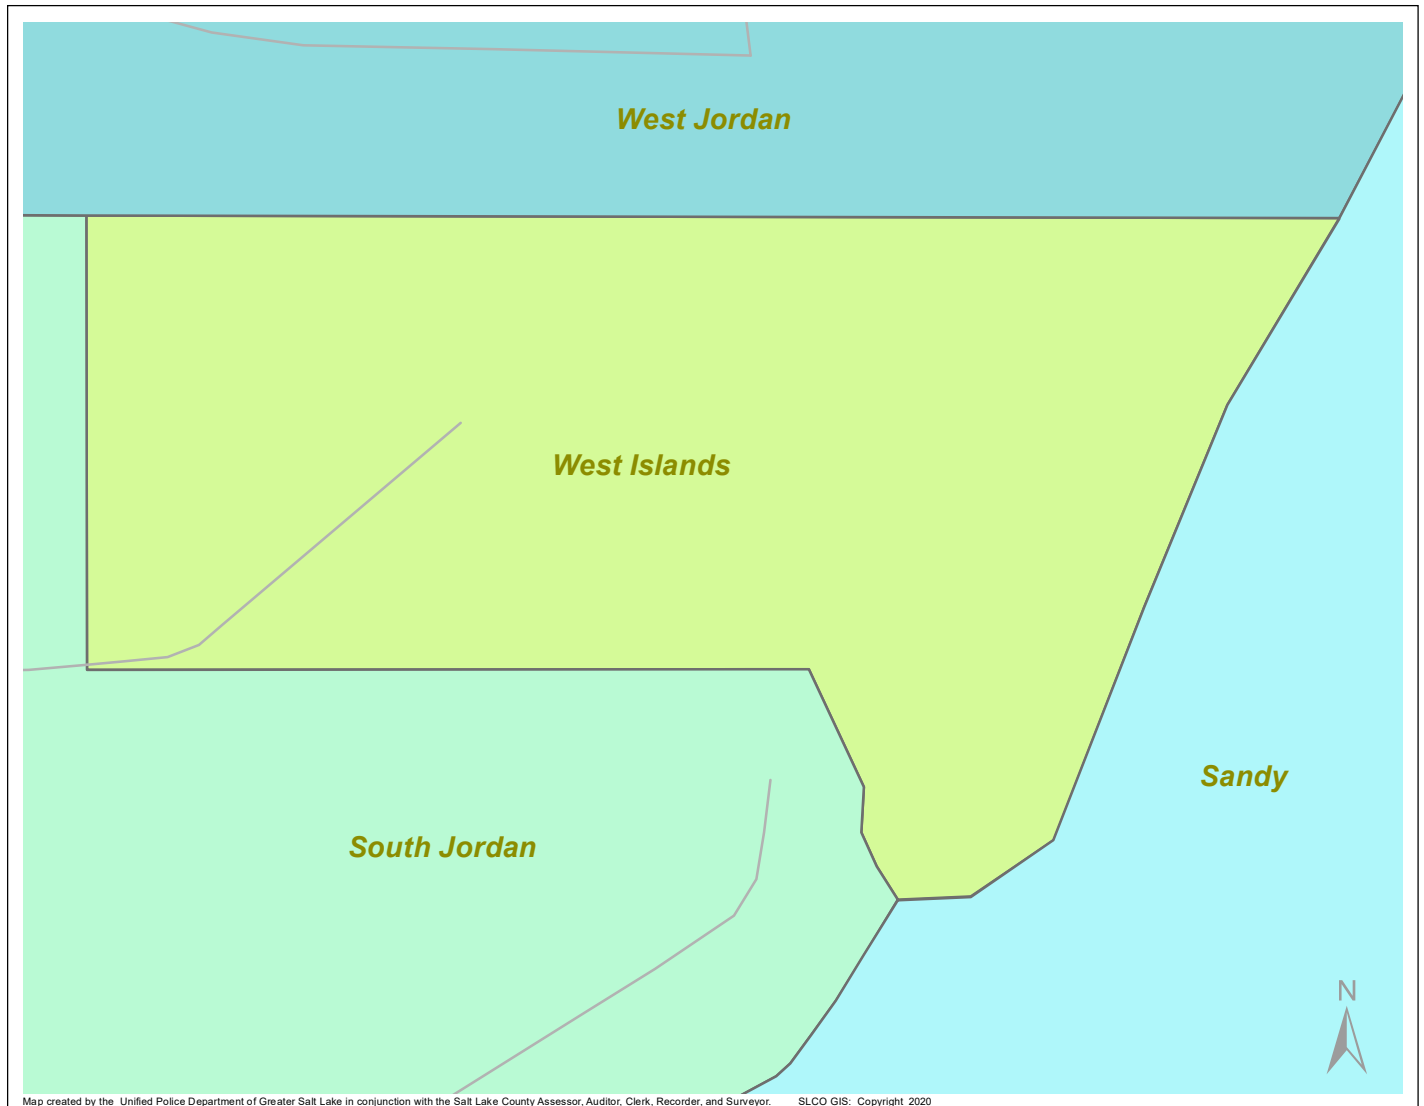 West Jordan
West Islands
Sandy
South Jordan
N
Map created by the Unified Police Department of Greater Salt Lake in conjunction with the Salt Lake County Assessor, Auditor, Clerk, Recorder, and Surveyor. SLCO GIS: Copyright 2020